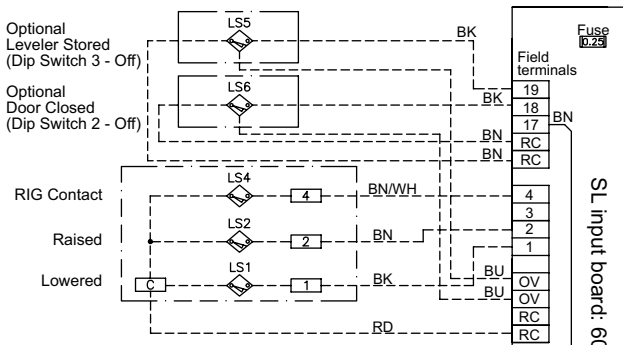 Optional
Leveler Stored
(Dip Switch 3 - Off)
LS5
BK
Fuse
0.25
Field
terminals
19
Optional
Door Closed
(Dip Switch 2 - Off)
LS6
BK
18
17
BN
BN
RC
BN
RC
RIG Contact
LS4
4
BN/WH
4
3
Raised
LS2
2
BN
2
1
Lowered
C
LS1
1
BK
BU
OV
BU
OV
RC
RD
RC
SL input board: 60